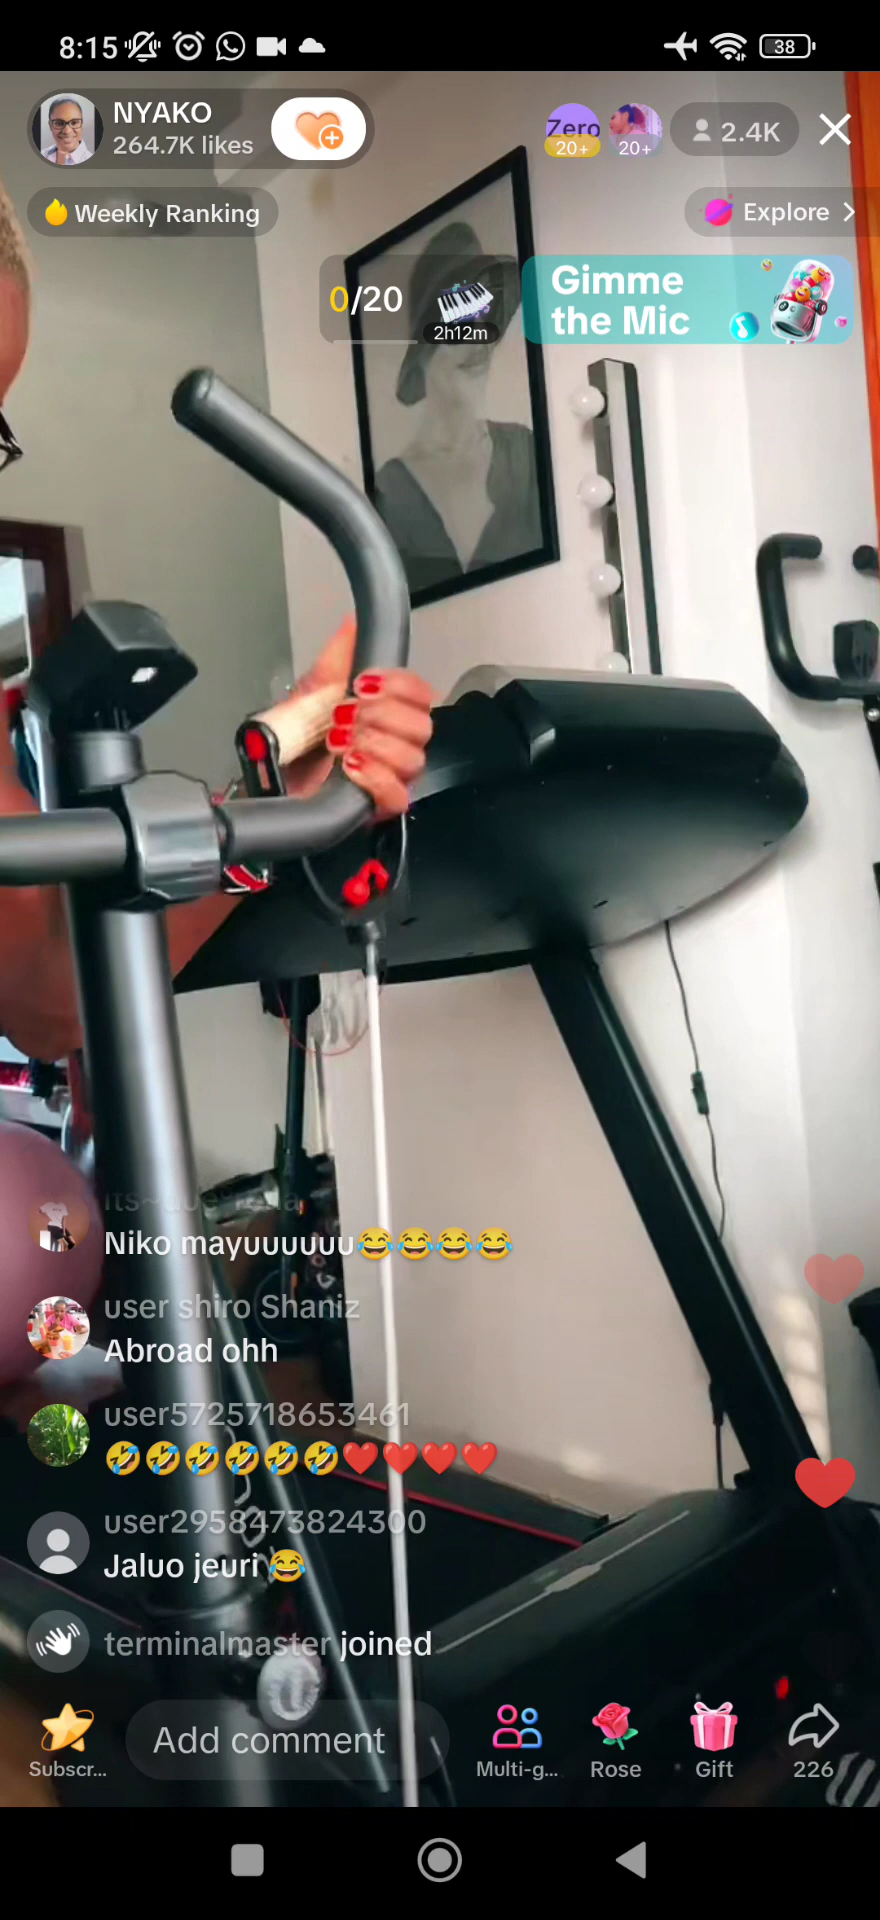 8:15
38
NYAKO
264.7K likes
Zero
20+
20+
2.4K
Weekly Ranking
Explore
0/20
2h12m
Gimme
the Mic
Niko mayuuuuuu😂😂😂😂
user shiro Shaniz
Abroad ohh
user5725718653461
🤣🤣🤣🤣🤣🤣❤️❤️❤️❤️
user2958473824300
Jaluo jeuri 😂
terminalmaster joined
Add comment
Subscr...
Multi-g...
Rose
Gift
226